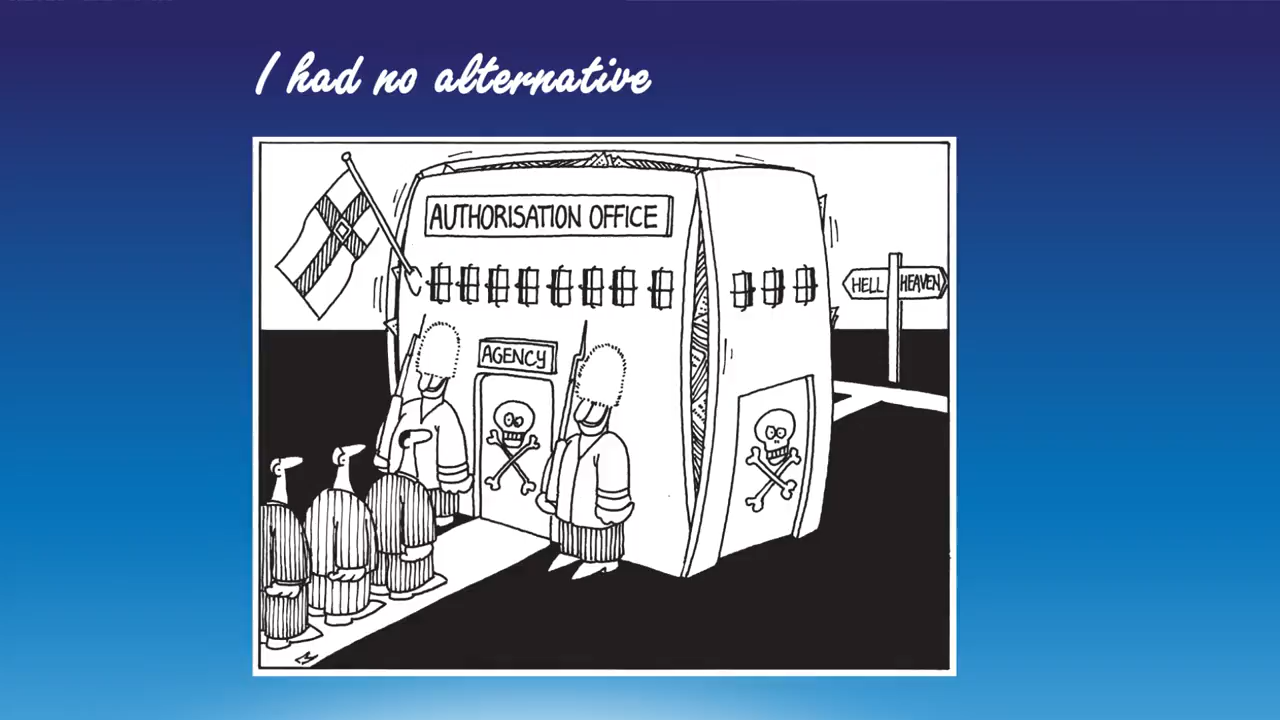 I had no alternative
AUTHORISATION OFFICE
HELL
HEAVEN
AGENCY